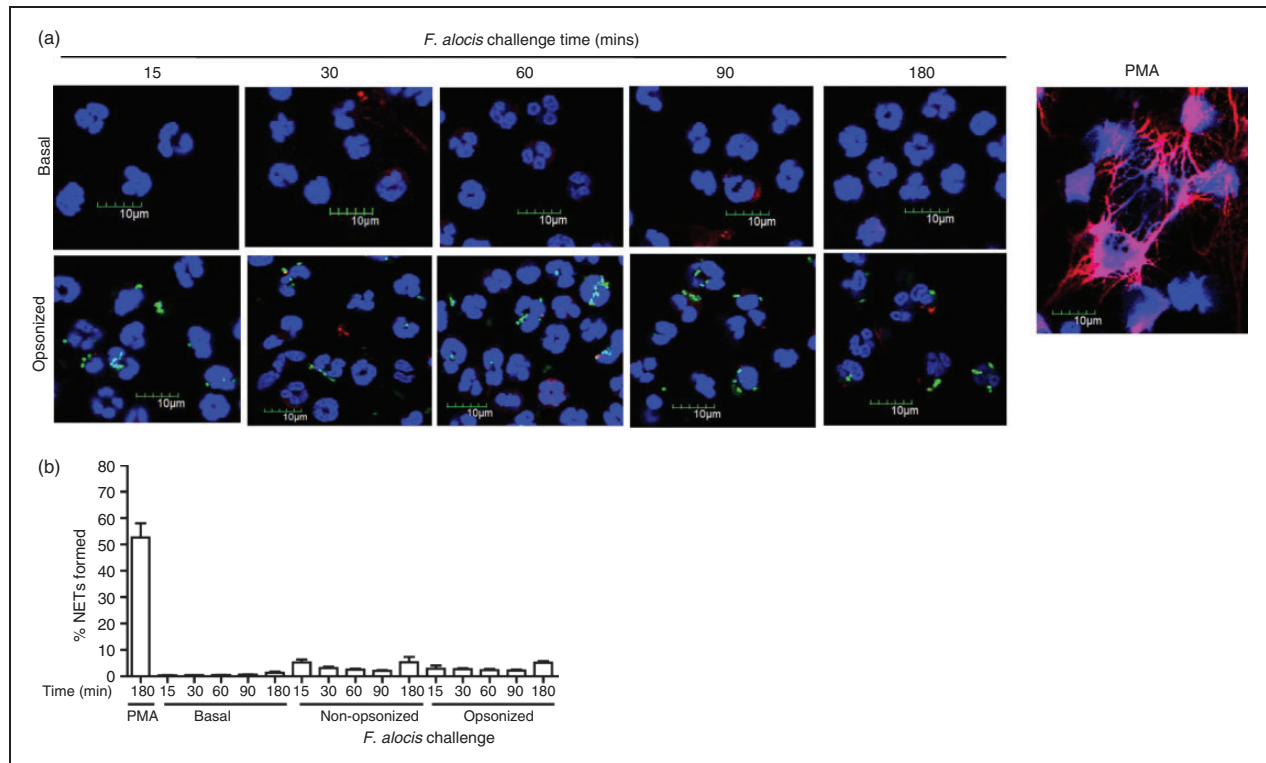 (a)
F. alocis challenge time (mins)
15 30 60 90 180 PMA
Basal
10µm 10µm 10µm 10µm 10µm
Opsonized
10µm 10µm 10µm 10µm 10µm 10µm
(b)
80
70
60
50
40
30
20
10
0
% NETs formed
Time (min) 180 15 30 60 90 180 15 30 60 90 180 15 30 60 90 180
PMA Basal Non-opsonized Opsonized
F. alocis challenge